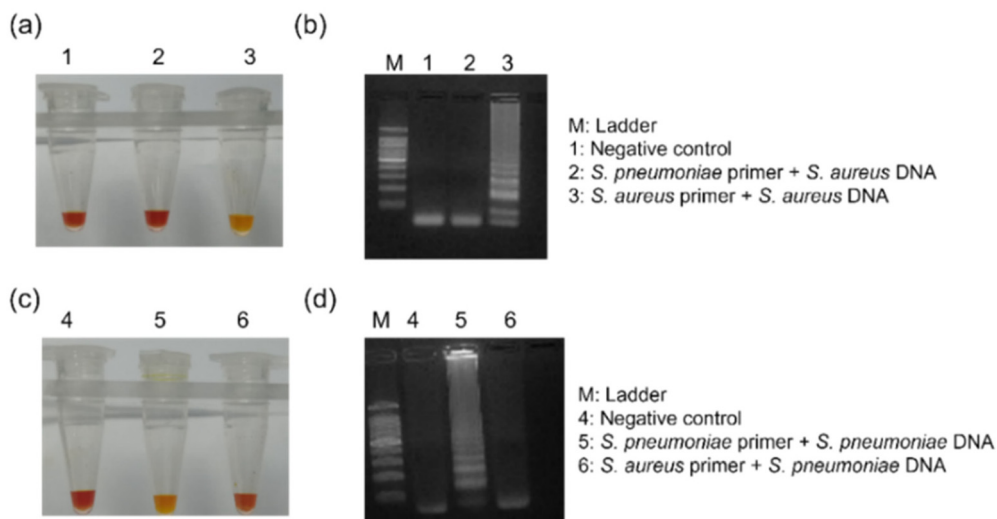 (a)
1 2 3
(b)
M 1 2 3
M: Ladder
1: Negative control
2: S. pneumoniae primer + S. aureus DNA
3: S. aureus primer + S. aureus DNA
(c)
4 5 6
(d)
M 4 5 6
M: Ladder
4: Negative control
5: S. pneumoniae primer + S. pneumoniae DNA
6: S. aureus primer + S. pneumoniae DNA